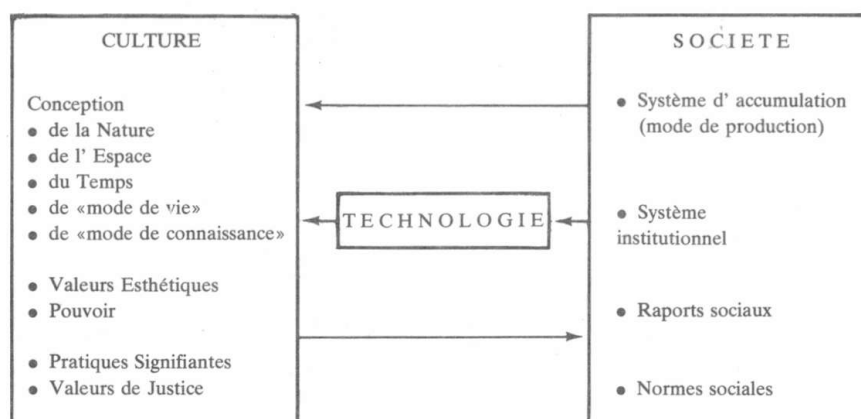 CULTURE
Conception
• de la Nature
• de l' Espace
• du Temps
• de «mode de vie»
• de «mode de connaissance»
• Valeurs Esthétiques
• Pouvoir
• Pratiques Signifiantes
• Valeurs de Justice
TECHNOLOGIE
SOCIETE
• Système d' accumulation
(mode de production)
• Système
institutionnel
• Raports sociaux
• Normes sociales